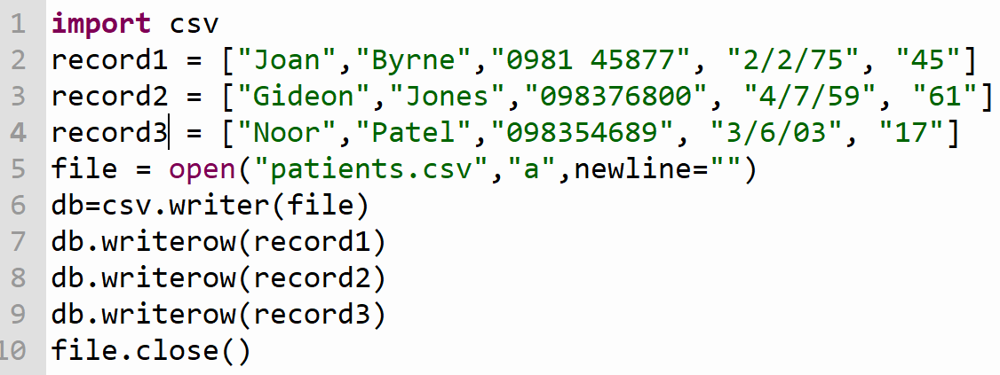 1 import csv
2 record1 = ["Joan","Byrne","0981 45877", "2/2/75", "45"]
3 record2 = ["Gideon","Jones","098376800", "4/7/59", "61"]
4 record3 = ["Noor","Patel","098354689", "3/6/03", "17"]
5 file = open("patients.csv","a",newline="")
6 db=csv.writer(file)
7 db.writerow(record1)
8 db.writerow(record2)
9 db.writerow(record3)
10 file.close()